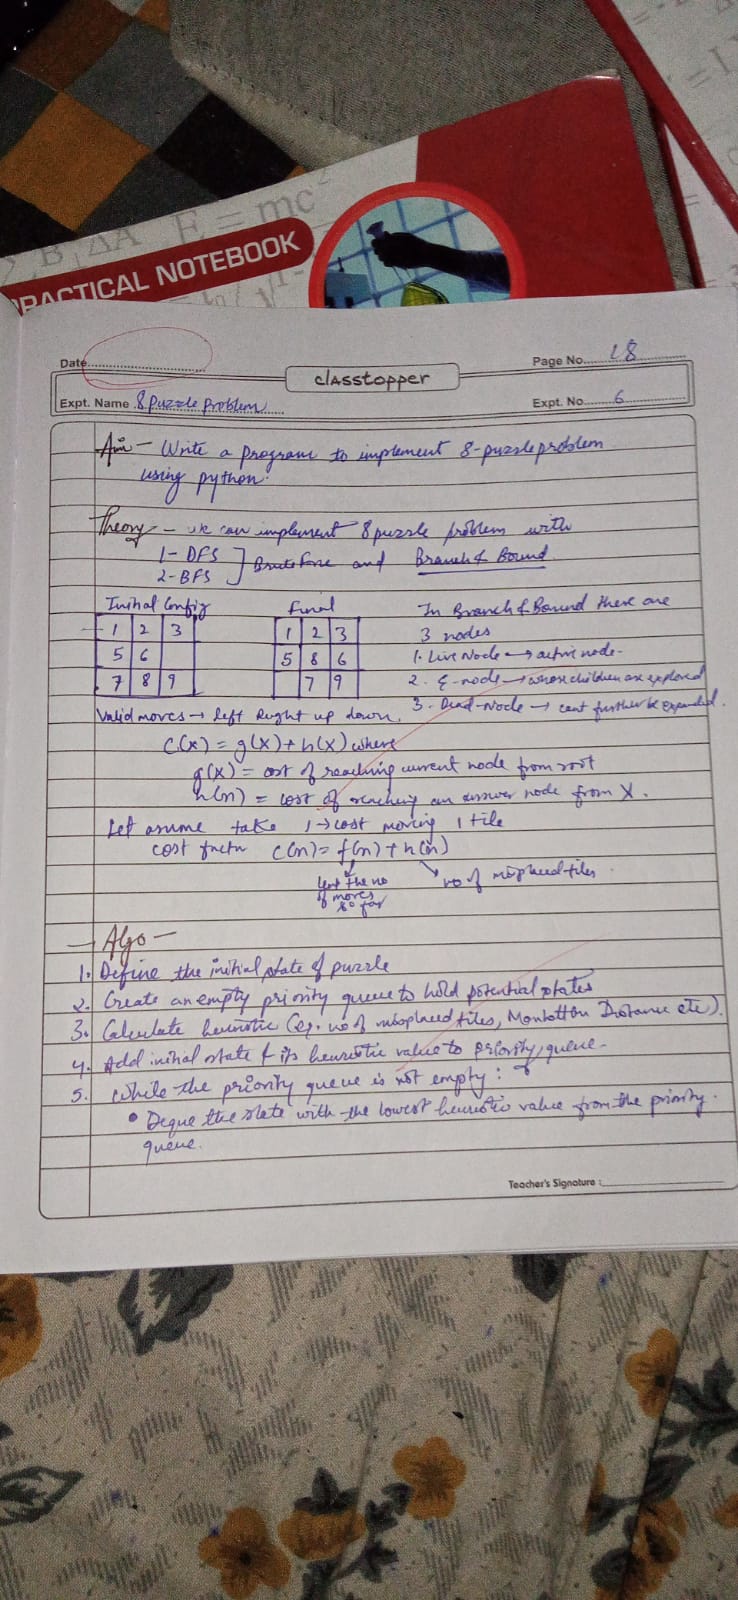 E = mc²
B ΔA
PRACTICAL NOTEBOOK
Date
classtopper
Page No. 18
Expt. Name 8 puzzle Problem
Expt. No. 6
Aim - Write a program to implement 8-puzzle problem
using python.
Theory - we can implement 8 puzzle problem with
1- DFS
2- BFS ] Brute Force and Branch & Bound
Initial Config
1 2 3
5 6
7 8 9
Final
1 2 3
5 8 6
7 9
In Branch & Bound there are
3 nodes
1. Live Node → active node
2. E-node → whose children are explored
3. Dead-Node → cant further be expanded.
Valid moves → left Right up down.
C(x) = g(x) + h(x) where
g(x) = cost of reaching current node from root
h(n) = cost of reaching an answer node from X.
Let assume take 1 → cost moving 1 tile
cost C(n) = f(n) + h(n)
the no
of moves
so far
no of misplaced tiles
- Algo -
1. Define the initial state of puzzle
2. Create an empty priority queue to hold potential states
3. Calculate heuristic (eg. no of misoplaced tiles, Distance etc).
4. Add initial state & its heuristic value to priority queue.
5. While the priority queue is not empty:
• Deque the state with the lowest heuristic value from the priority
queue.
Teacher's Signature :